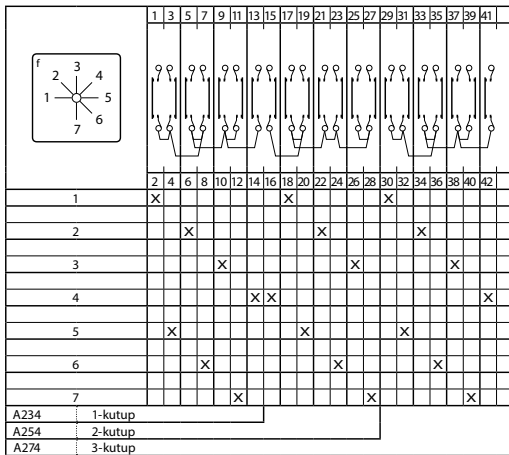 1 3 5 7 9 11 13 15 17 19 21 23 25 27 29 31 33 35 37 39 41
f
3
2 4
1 5
6
7
2 4 6 8 10 12 14 16 18 20 22 24 26 28 30 32 34 36 38 40 42
1 X X X
2 X X X
3 X X X
4 X X X
5 X X X
6 X X X
7 X X X
A234 1-kutup
A254 2-kutup
A274 3-kutup